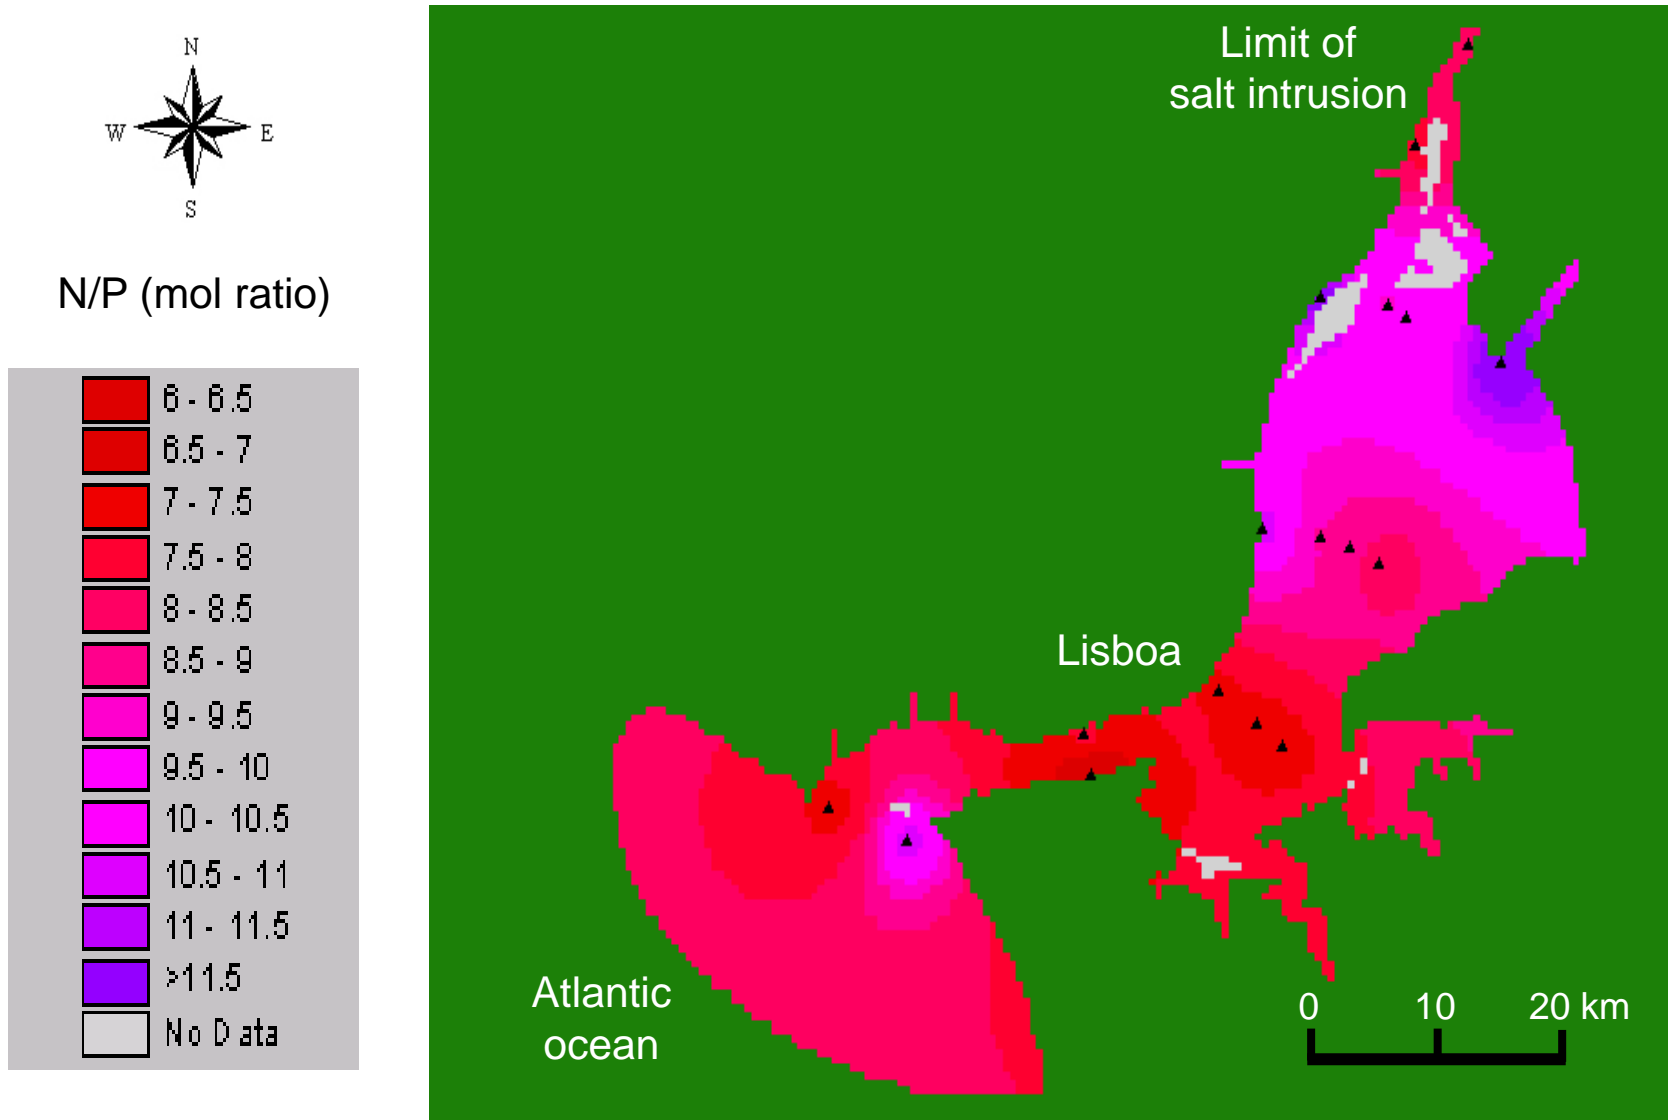 N
W
E
S
N/P (mol ratio)
6 - 6.5
6.5 - 7
7 - 7.5
7.5 - 8
8 - 8.5
8.5 - 9
9 - 9.5
9.5 - 10
10 - 10.5
10.5 - 11
11 - 11.5
>11.5
No Data
Limit of
salt intrusion
Lisboa
Atlantic
ocean
0 10 20 km